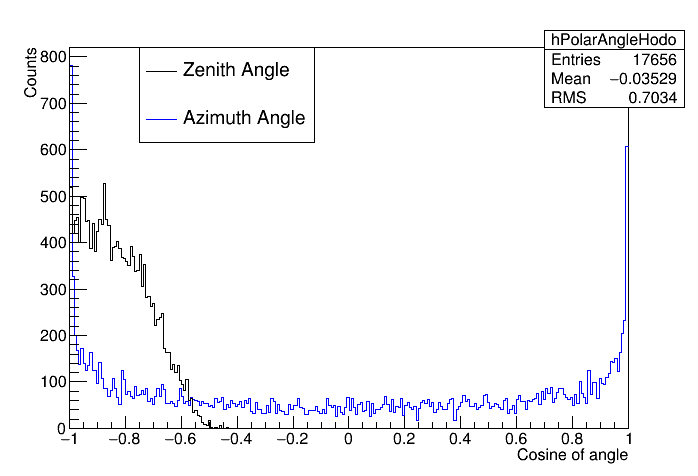 hPolarAngleHodo
Entries 17656
Mean −0.03529
RMS 0.7034
Zenith Angle
Azimuth Angle
Counts
800
700
600
500
400
300
200
100
0
−1 −0.8 −0.6 −0.4 −0.2 0 0.2 0.4 0.6 0.8 1
Cosine of angle